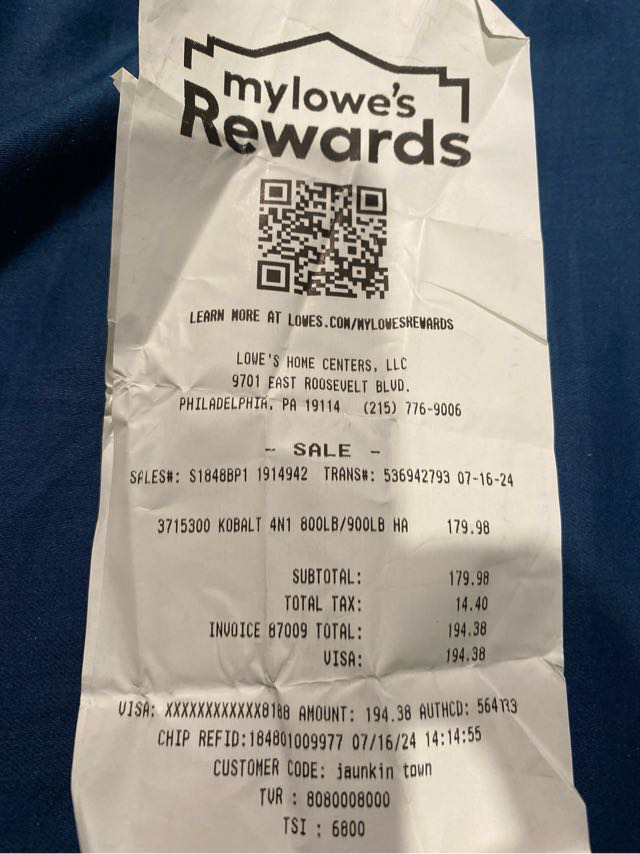 mylowe's
Rewards
LEARN MORE AT LOWES.COM/MYLOWESREWARDS
LOWE'S HOME CENTERS, LLC
9701 EAST ROOSEVELT BLVD.
PHILADELPHIA, PA 19114 (215) 776-9006
- SALE -
SALES#: S1848BP1 1914942 TRANS#: 536942793 07-16-24
3715300 KOBALT 4N1 800LB/900LB HA 179.98
SUBTOTAL: 179.98
TOTAL TAX: 14.40
INVOICE 87009 TOTAL: 194.38
VISA: 194.38
VISA: XXXXXXXXXXXX8188 AMOUNT: 194.38 AUTHCD:
CHIP REFID:184801009977 07/16/24 14:14:55
CUSTOMER CODE: jaunkin town
TVR : 8080008000
TSI : 6800